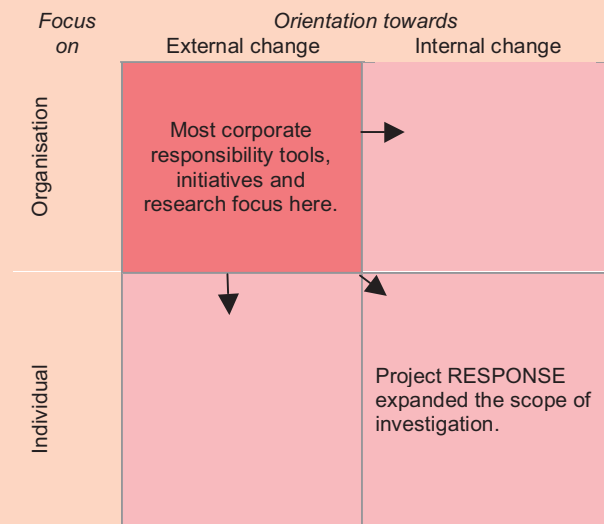 Focus
on
Orientation towards
External change
Internal change
Organisation
Most corporate
responsibility tools,
initiatives and
research focus here.
Individual
Project RESPONSE
expanded the scope of
investigation.